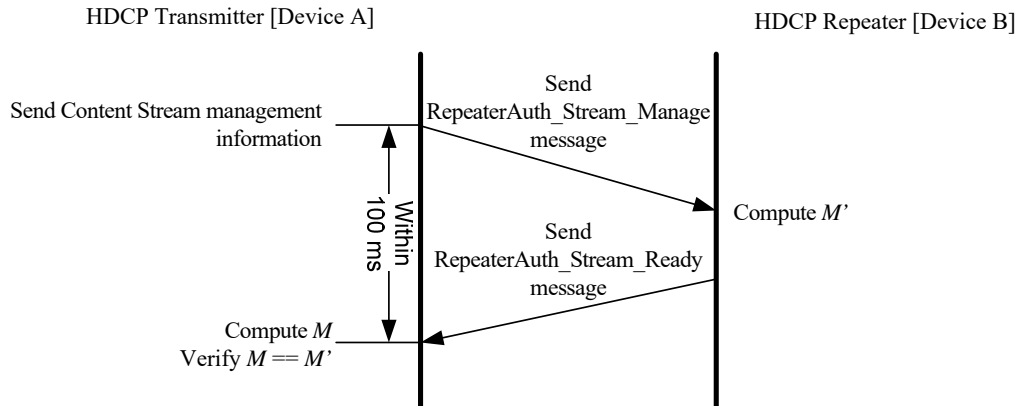 HDCP Transmitter [Device A]
HDCP Repeater [Device B]
Send Content Stream management
information
Send
RepeaterAuth_Stream_Manage
message
Compute M’
Within
100 ms
Send
RepeaterAuth_Stream_Ready
message
Compute M
Verify M == M’